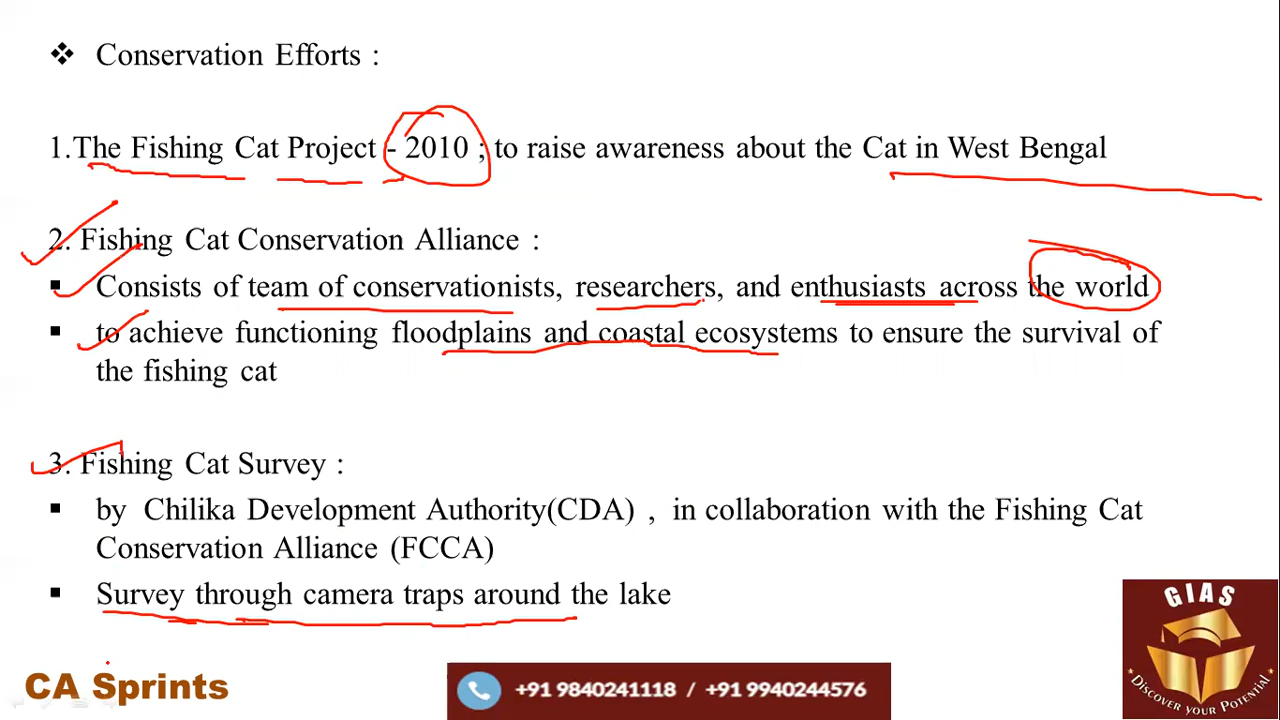 ❖ Conservation Efforts :
1.The Fishing Cat Project - 2010 ; to raise awareness about the Cat in West Bengal
2. Fishing Cat Conservation Alliance :
▪ Consists of team of conservationists, researchers, and enthusiasts across the world
▪ to achieve functioning floodplains and coastal ecosystems to ensure the survival of
the fishing cat
3. Fishing Cat Survey :
▪ by Chilika Development Authority(CDA) , in collaboration with the Fishing Cat
Conservation Alliance (FCCA)
▪ Survey through camera traps around the lake
GIAS
DISCOVER YOUR POTENTIAL
CA Sprints
+91 9840241118 / +91 9940244576